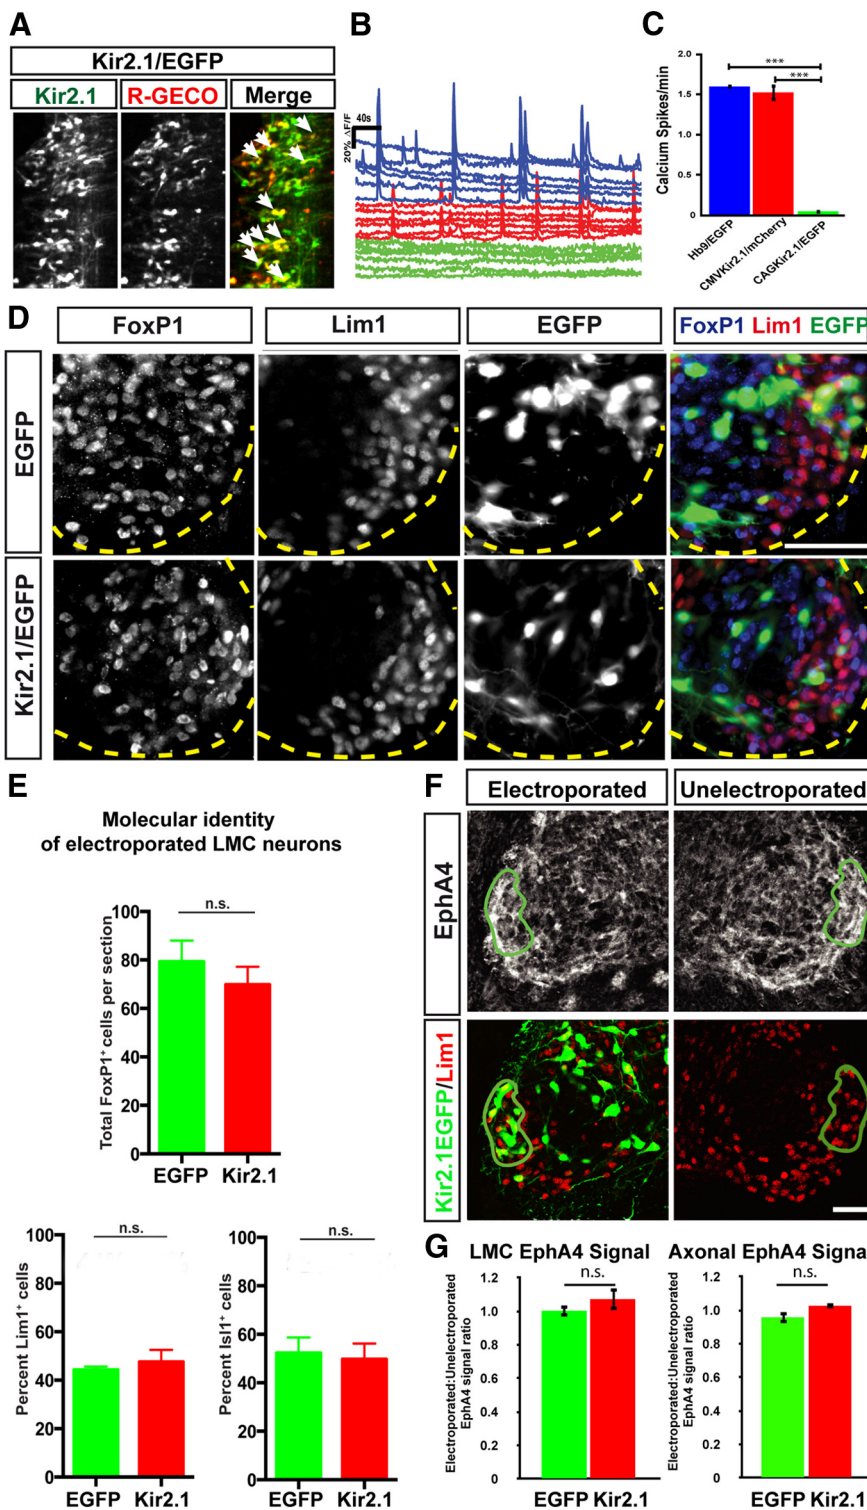 A
Kir2.1/EGFP
Kir2.1 R-GECO Merge
B
40s
20% ΔF/F
C
Calcium Spikes/min
2.0
1.5
1.0
0.5
0
***
***
Hb9/EGFP
CMVKir2.1/mCherry
CAGKir2.1/EGFP
D
FoxP1 Lim1 EGFP FoxP1 Lim1 EGFP
EGFP
Kir2.1/EGFP
E
Molecular identity
of electroporated LMC neurons
Total FoxP1⁺ cells per section
100
80
60
40
20
0
n.s.
EGFP Kir2.1
Percent Lim1⁺ cells
100
80
60
40
20
0
n.s.
EGFP Kir2.1
Percent Isl1⁺ cells
100
80
60
40
20
0
n.s.
EGFP Kir2.1
F
Electroporated Unelectroporated
EphA4
Kir2.1EGFP/Lim1
G
LMC EphA4 Signal
Electroporated:Unelectroporated
EphA4 signal ratio
1.2
1.0
0.8
0.6
0.4
0.2
0
n.s.
EGFP Kir2.1
Axonal EphA4 Signal
Electroporated:Unelectroporated
EphA4 signal ratio
1.2
1.0
0.8
0.6
0.4
0.2
0
n.s.
EGFP Kir2.1